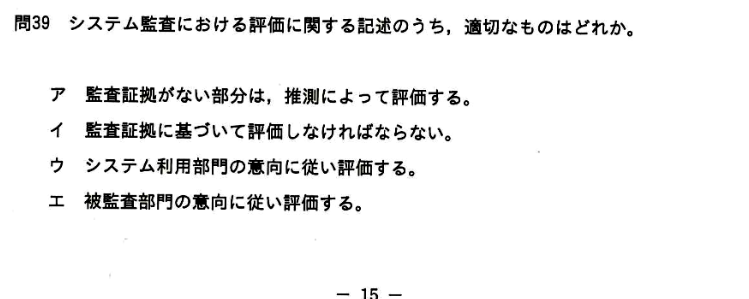 問39 システム監査における評価に関する記述のうち，適切なものはどれか。
ア 監査証拠がない部分は，推測によって評価する。
イ 監査証拠に基づいて評価しなければならない。
ウ システム利用部門の意向に従い評価する。
エ 被監査部門の意向に従い評価する。
— 15 —